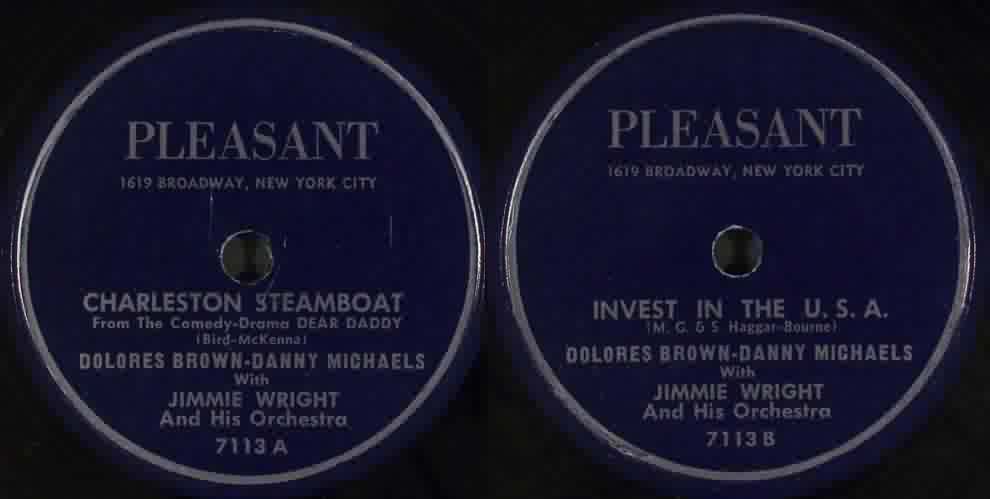 PLEASANT
1619 BROADWAY, NEW YORK CITY
CHARLESTON STEAMBOAT
From The Comedy-Drama DEAR DADDY
(Bird-McKenna)
DOLORES BROWN-DANNY MICHAELS
With
JIMMIE WRIGHT
And His Orchestra
7113 A
PLEASANT
1619 BROADWAY, NEW YORK CITY
INVEST IN THE U. S. A.
(M. G. & S. Haggar-Bourne)
DOLORES BROWN-DANNY MICHAELS
With
JIMMIE WRIGHT
And His Orchestra
7113 B